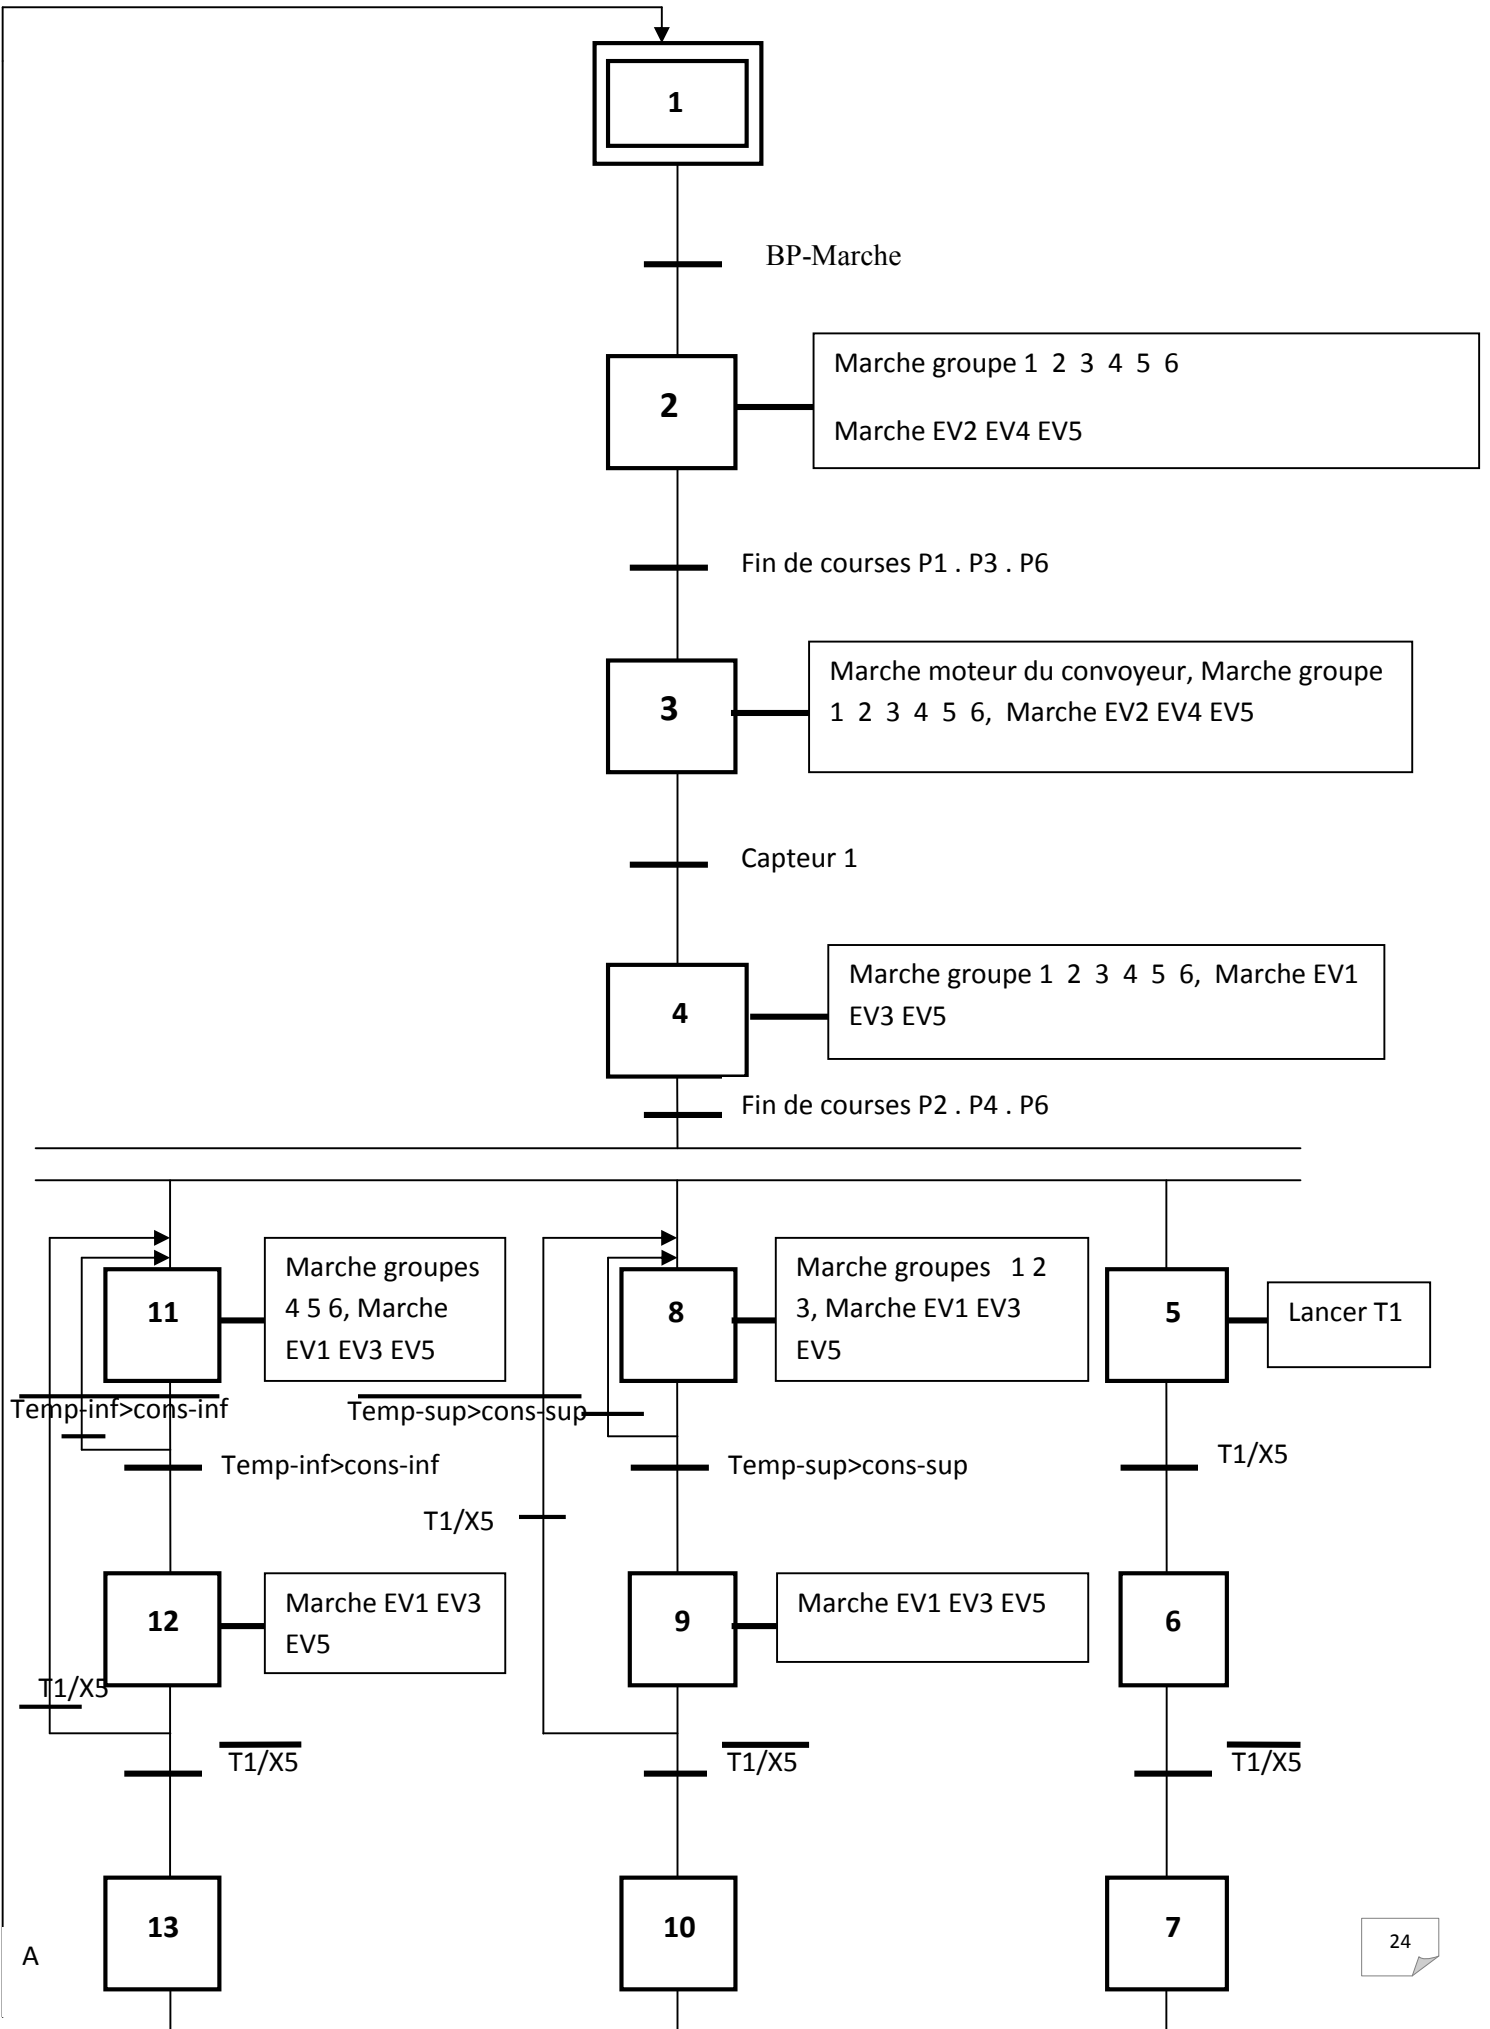 1
BP-Marche
2
Marche groupe 1 2 3 4 5 6
Marche EV2 EV4 EV5
Fin de courses P1 . P3 . P6
3
Marche moteur du convoyeur, Marche groupe
1 2 3 4 5 6, Marche EV2 EV4 EV5
Capteur 1
4
Marche groupe 1 2 3 4 5 6, Marche EV1
EV3 EV5
Fin de courses P2 . P4 . P6
11
Marche groupes
4 5 6, Marche
EV1 EV3 EV5
8
Marche groupes 1 2
3, Marche EV1 EV3
EV5
5
Lancer T1
Temp-inf>cons-inf
Temp-sup>cons-sup
Temp-inf>cons-inf
Temp-sup>cons-sup
T1/X5
T1/X5
12
Marche EV1 EV3
EV5
9
Marche EV1 EV3 EV5
6
T1/X5
T1/X5
T1/X5
T1/X5
13
10
7
A
24